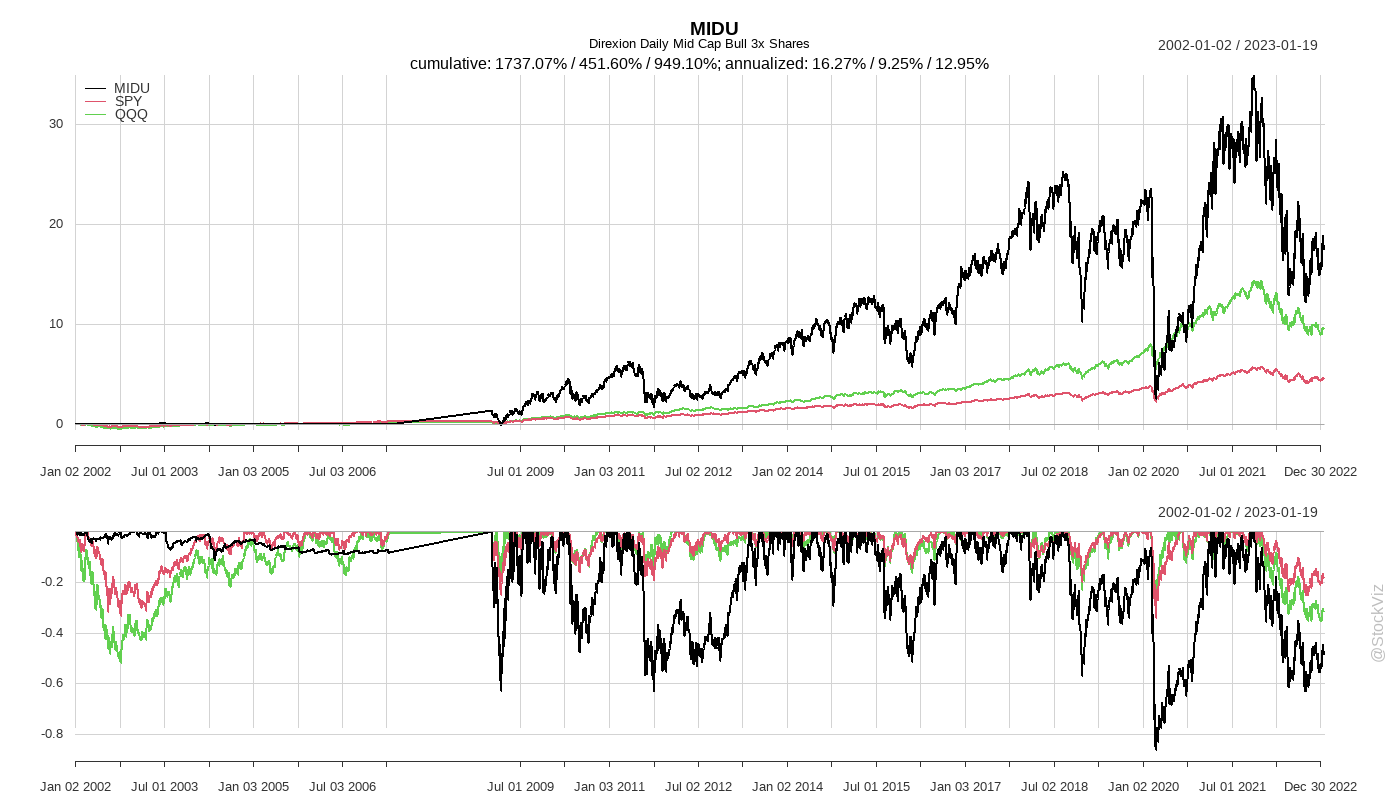 MIDU
Direxion Daily Mid Cap Bull 3x Shares
2002-01-02 / 2023-01-19
cumulative: 1737.07% / 451.60% / 949.10%; annualized: 16.27% / 9.25% / 12.95%
MIDU
SPY
QQQ
30
20
10
0
Jan 02 2002 Jul 01 2003 Jan 03 2005 Jul 03 2006 Jul 01 2009 Jan 03 2011 Jul 02 2012 Jan 02 2014 Jul 01 2015 Jan 03 2017 Jul 02 2018 Jan 02 2020 Jul 01 2021 Dec 30 2022
2002-01-02 / 2023-01-19
-0.2
-0.4
-0.6
-0.8
Jan 02 2002 Jul 01 2003 Jan 03 2005 Jul 03 2006 Jul 01 2009 Jan 03 2011 Jul 02 2012 Jan 02 2014 Jul 01 2015 Jan 03 2017 Jul 02 2018 Jan 02 2020 Jul 01 2021 Dec 30 2022
@StockViz